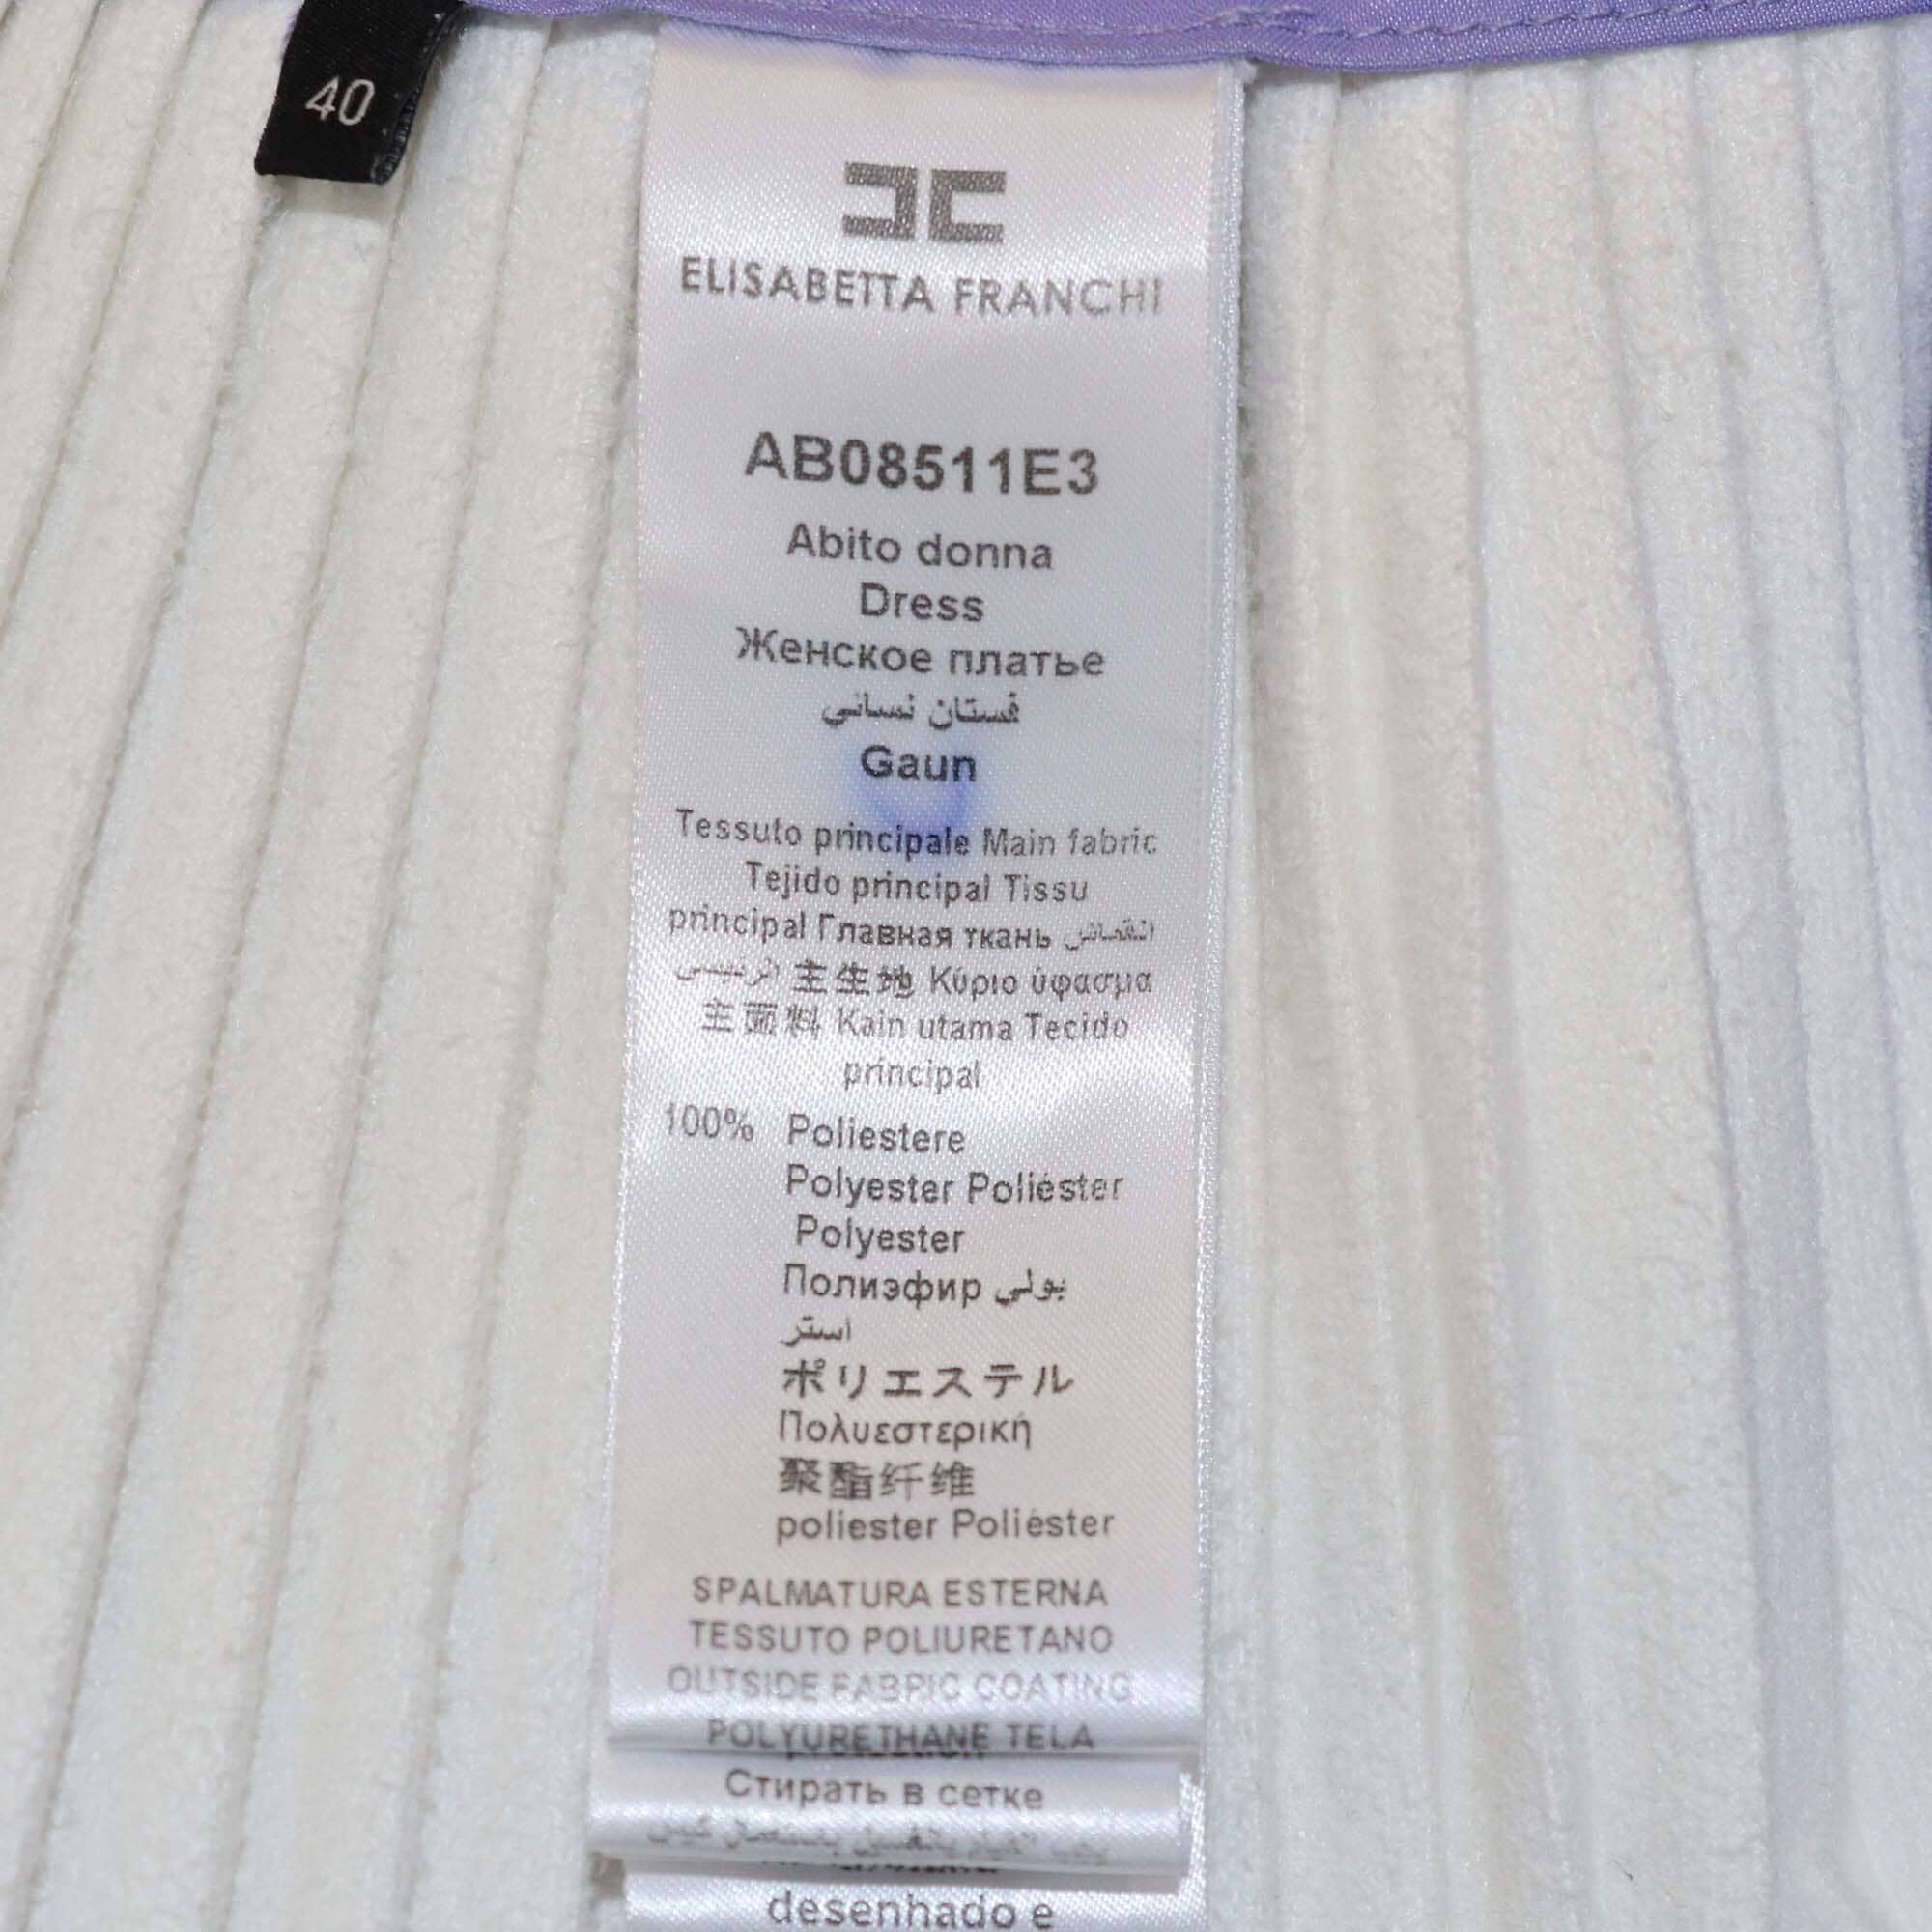 40
ELISABETTA FRANCHI
AB08511E3
Abito donna
Dress
Женское платье
فستان نسائي
Gaun
Tessuto principale Main fabric
Tejido principal Tissu
principal Главная ткань القماش
الرئيسي 主生地 Κύριο ύφασμα
主面料 Kain utama Tecido
principal
100% Poliestere
Polyester Poliéster
Polyester
Полиэфир بولي
استر
ポリエステル
Πολυεστερική
聚酯纤维
poliester Poliéster
SPALMATURA ESTERNA
TESSUTO POLIURETANO
OUTSIDE FABRIC COATING
POLYURETHANE TELA
Стирать в сетке
desenhado e